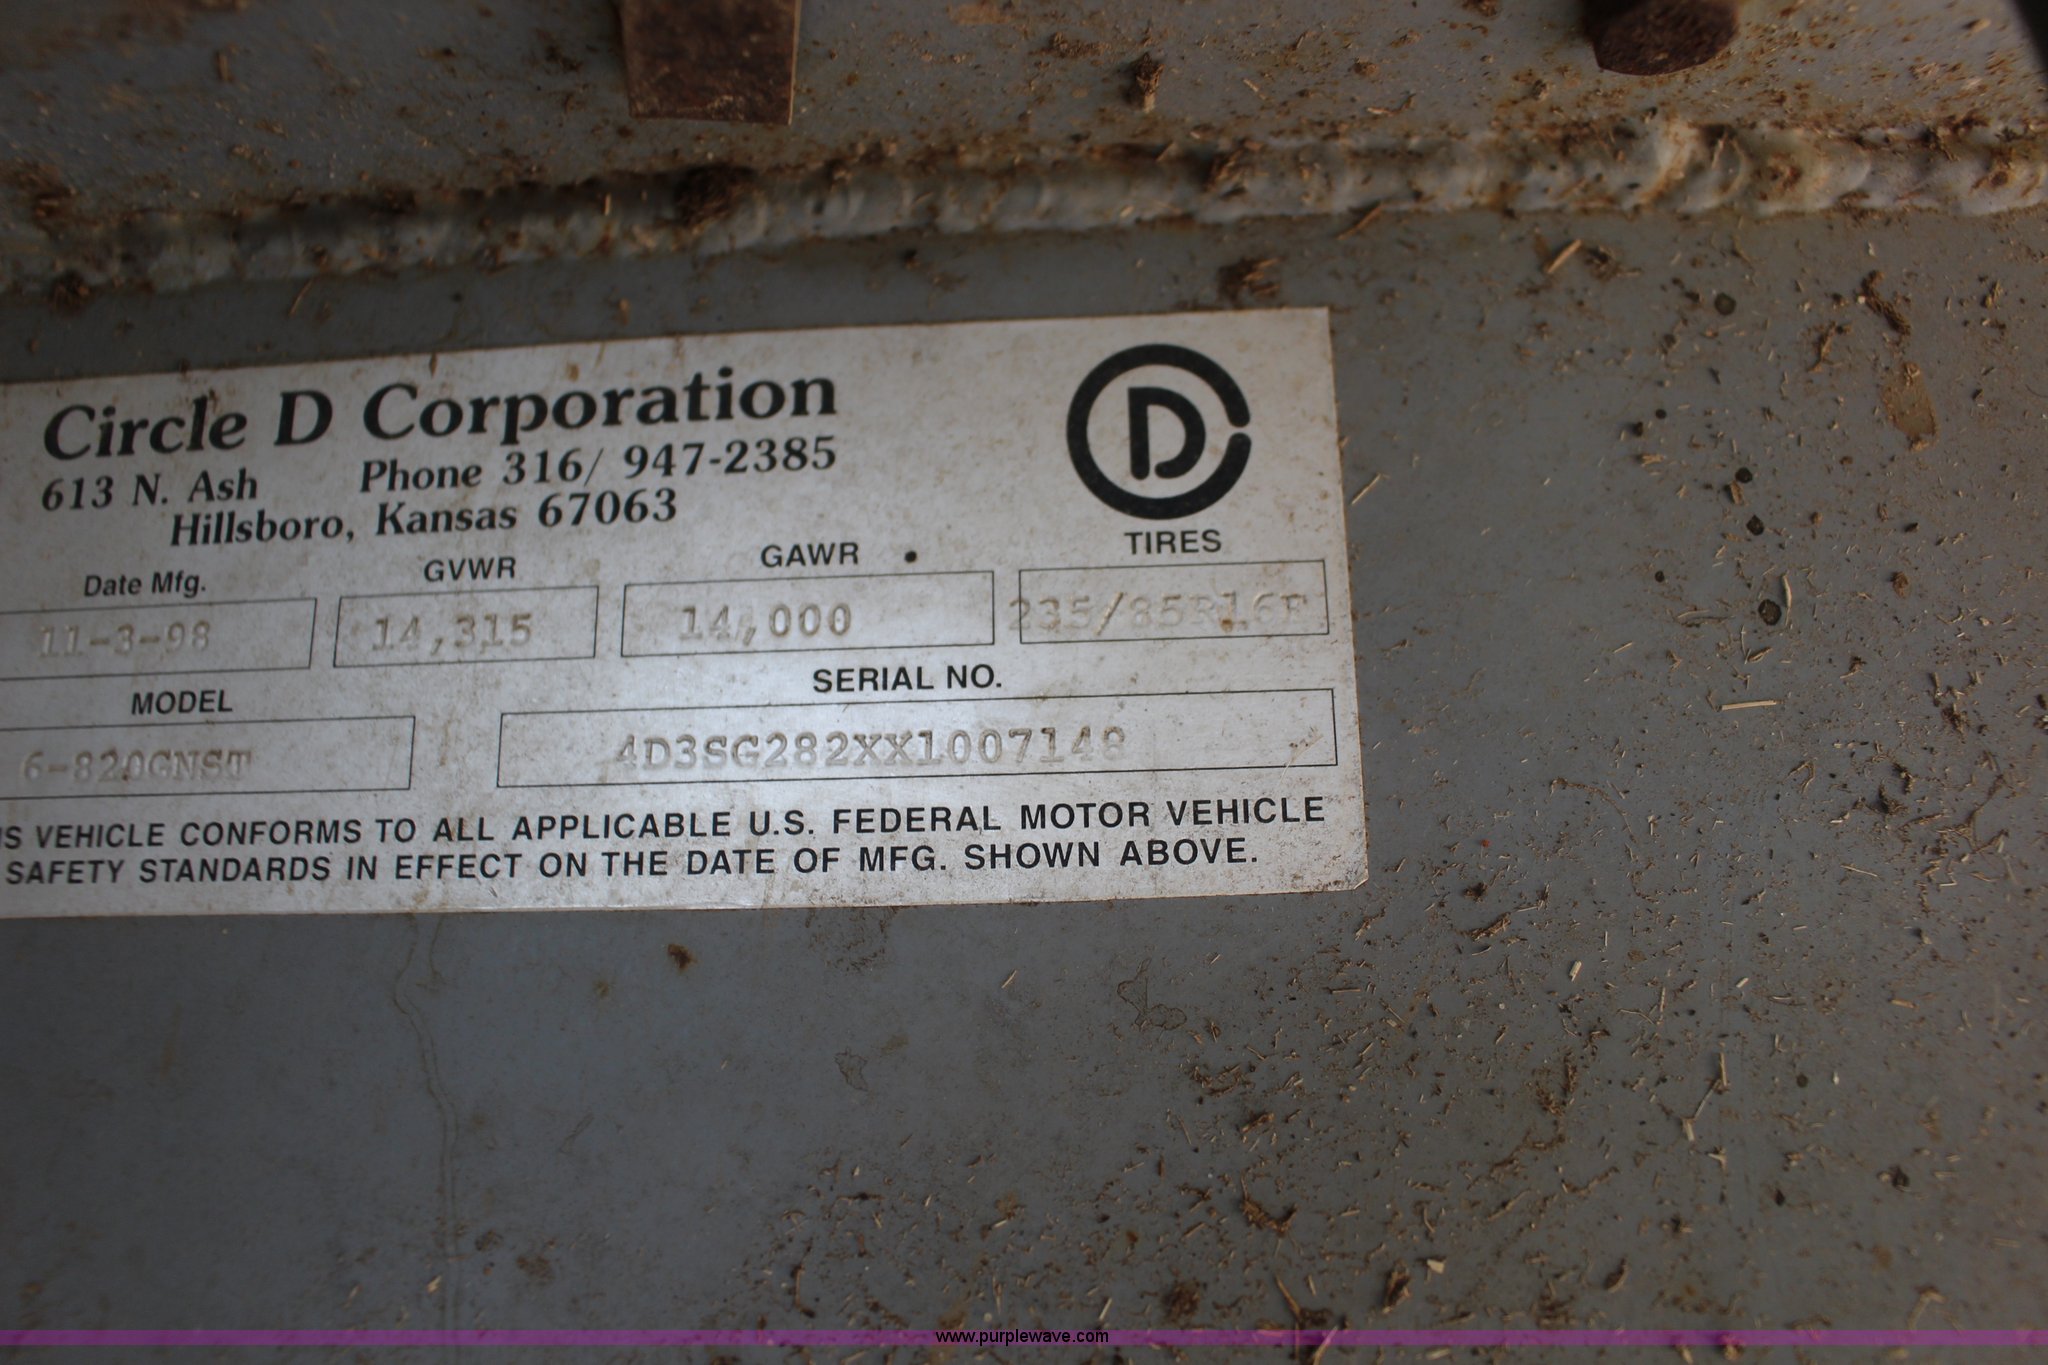 Circle D Corporation
613 N. Ash Phone 316/ 947-2385
Hillsboro, Kansas 67063
D
Date Mfg. GVWR GAWR TIRES
11-3-98 14,315 14,000 235/85R16E
MODEL SERIAL NO.
6-820GNST 4D3SG282XX1007148
IS VEHICLE CONFORMS TO ALL APPLICABLE U.S. FEDERAL MOTOR VEHICLE
SAFETY STANDARDS IN EFFECT ON THE DATE OF MFG. SHOWN ABOVE.
www.purplewave.com